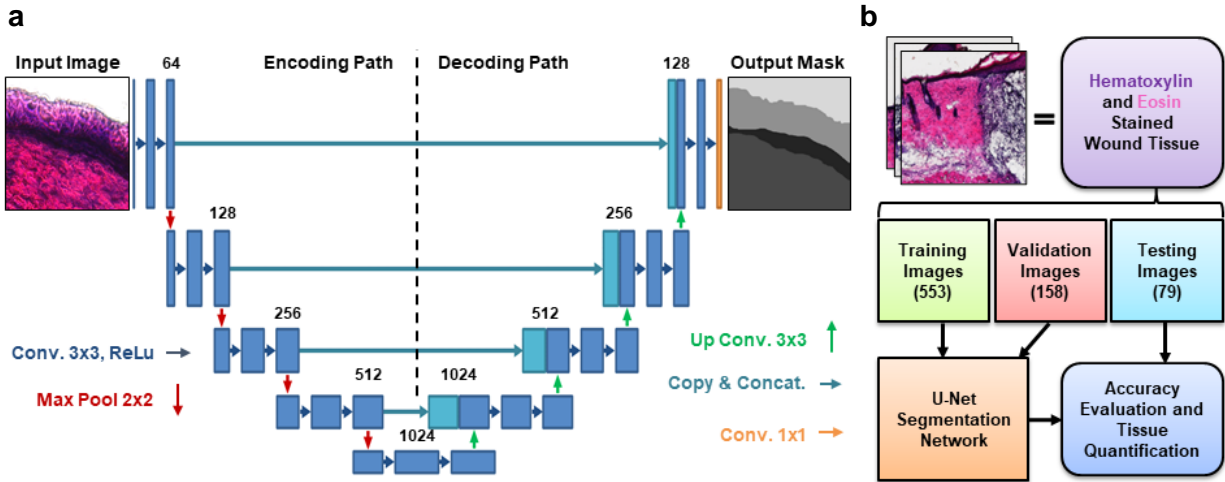 a
Input Image
64
Encoding Path
Decoding Path
128
Output Mask
128
256
256
512
Conv. 3x3, ReLu
Max Pool 2x2
512
1024
1024
Up Conv. 3x3
Copy & Concat.
Conv. 1x1
b
=
Hematoxylin
and Eosin
Stained
Wound Tissue
Training
Images
(553)
Validation
Images
(158)
Testing
Images
(79)
U-Net
Segmentation
Network
Accuracy
Evaluation and
Tissue
Quantification